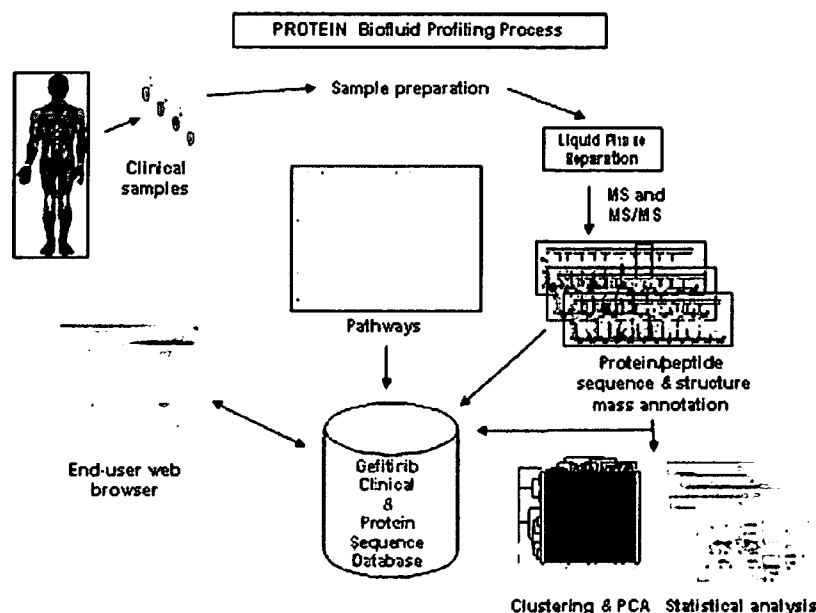 PROTEIN Biofluid Profiling Process
Sample preparation
Clinical
samples
Liquid Phase
Separation
MS and
MS/MS
Pathways
Protein/peptide
sequence & structure
mass annotation
End-user web
browser
Gefitirib
Clinical
&
Protein
Sequence
Database
Clustering & PCA
Statistical analysis